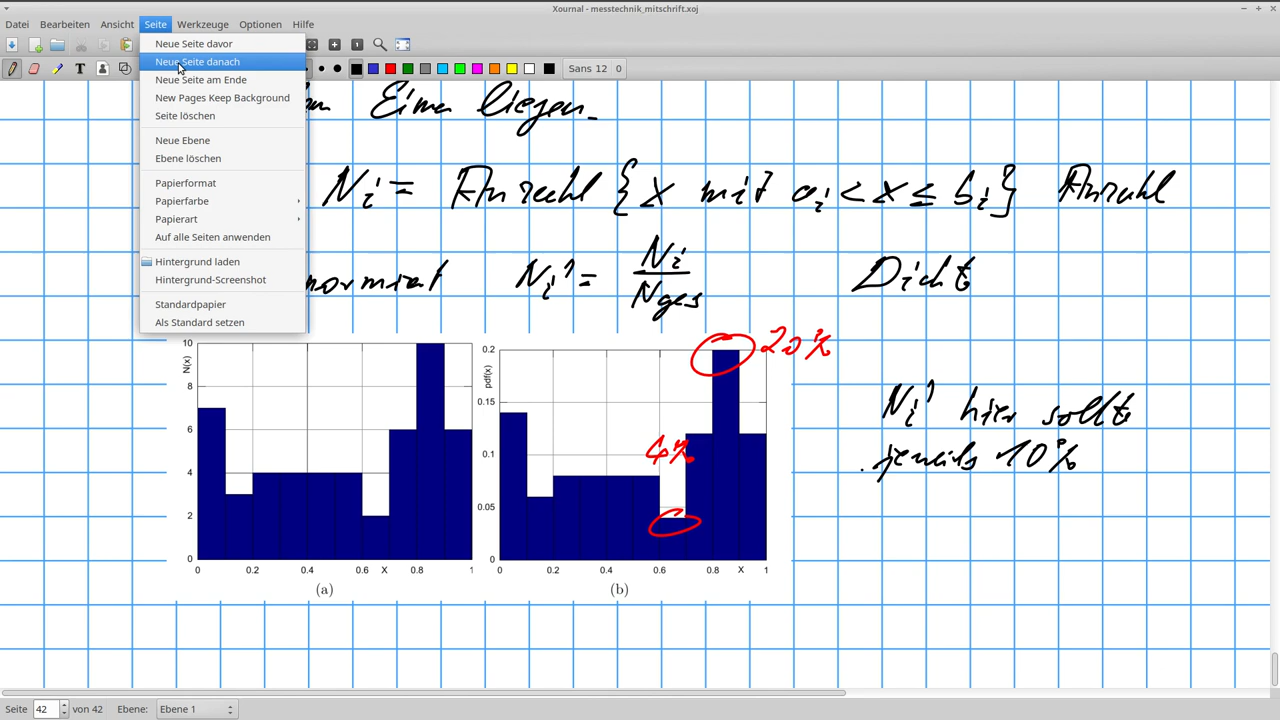 Xournal - messtechnik_mitschrift.xoj
Datei Bearbeiten Ansicht Seite Werkzeuge Optionen Hilfe
Neue Seite davor
Neue Seite danach
Neue Seite am Ende
New Pages Keep Background
Seite löschen
Neue Ebene
Ebene löschen
Papierformat
Papierfarbe
Papierart
Auf alle Seiten anwenden
Hintergrund laden
Hintergrund-Screenshot
Standardpapier
Als Standard setzen
Sans 12 0
Eimer liegen.
Ni = Anzahl {x mit ai < x ≤ bi} Anzahl
normiert Ni' = Ni / Nges Dicht
10 8 6 4 2 0
N(x)
0 0.2 0.4 0.6 X 0.8 1
(a)
0.2 0.15 0.1 0.05 0
pdf(x)
20%
4%
0 0.2 0.4 0.6 0.8 X 1
(b)
Ni' hier sollte
jeweils 10%
Seite 42 von 42 Ebene: Ebene 1